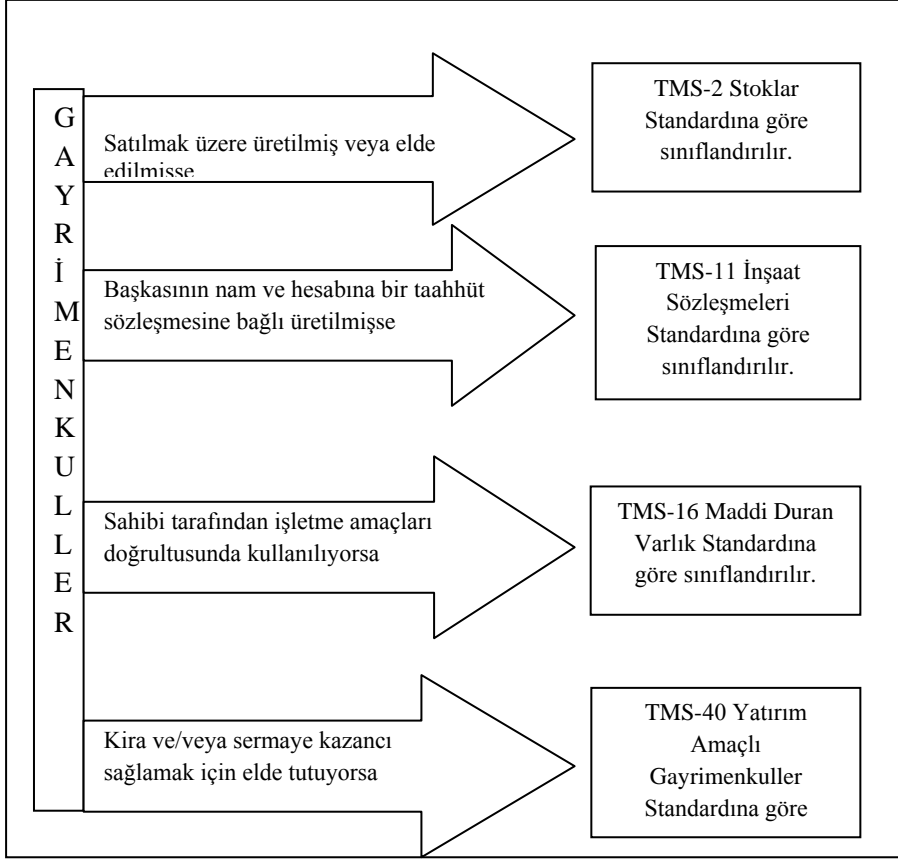 GAYRİMENKULLER
Satılmak üzere üretilmiş veya elde
edilmişse
TMS-2 Stoklar
Standardına göre
sınıflandırılır.
Başkasının nam ve hesabına bir taahhüt
sözleşmesine bağlı üretilmişse
TMS-11 İnşaat
Sözleşmeleri
Standardına göre
sınıflandırılır.
Sahibi tarafından işletme amaçları
doğrultusunda kullanılıyorsa
TMS-16 Maddi Duran
Varlık Standardına
göre sınıflandırılır.
Kira ve/veya sermaye kazancı
sağlamak için elde tutuyorsa
TMS-40 Yatırım
Amaçlı
Gayrimenkuller
Standardına göre